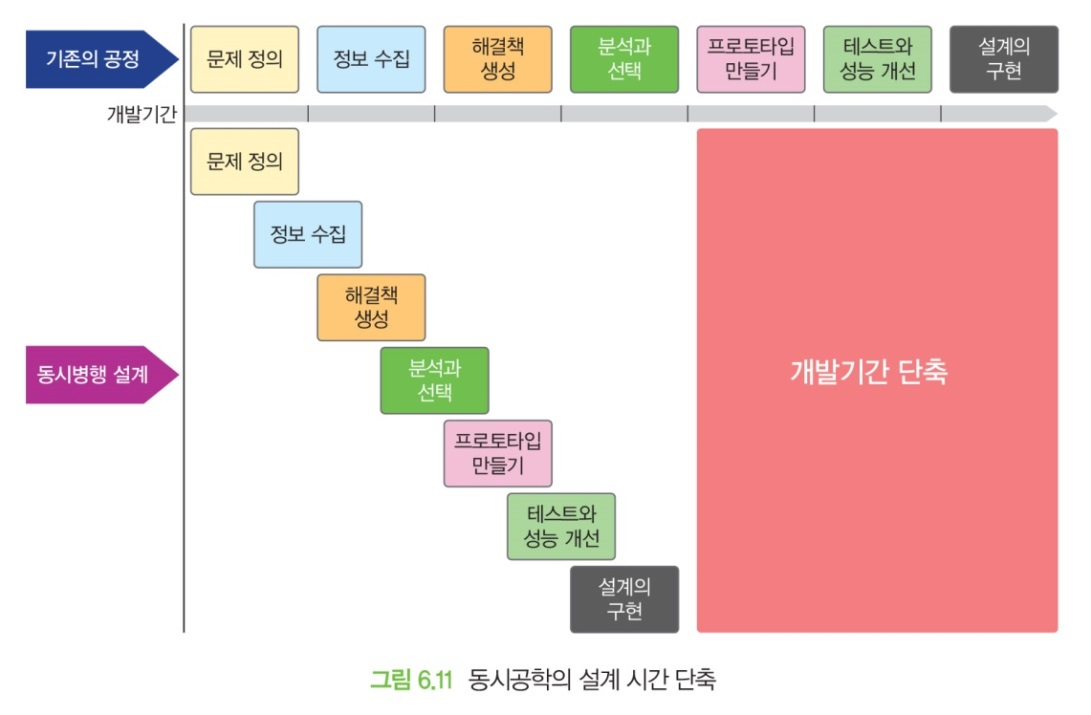 기존의 공정
문제 정의
정보 수집
해결책
생성
분석과
선택
프로토타입
만들기
테스트와
성능 개선
설계의
구현
개발기간
문제 정의
정보 수집
해결책
생성
동시병행 설계
분석과
선택
개발기간 단축
프로토타입
만들기
테스트와
성능 개선
설계의
구현
그림 6.11 동시공학의 설계 시간 단축